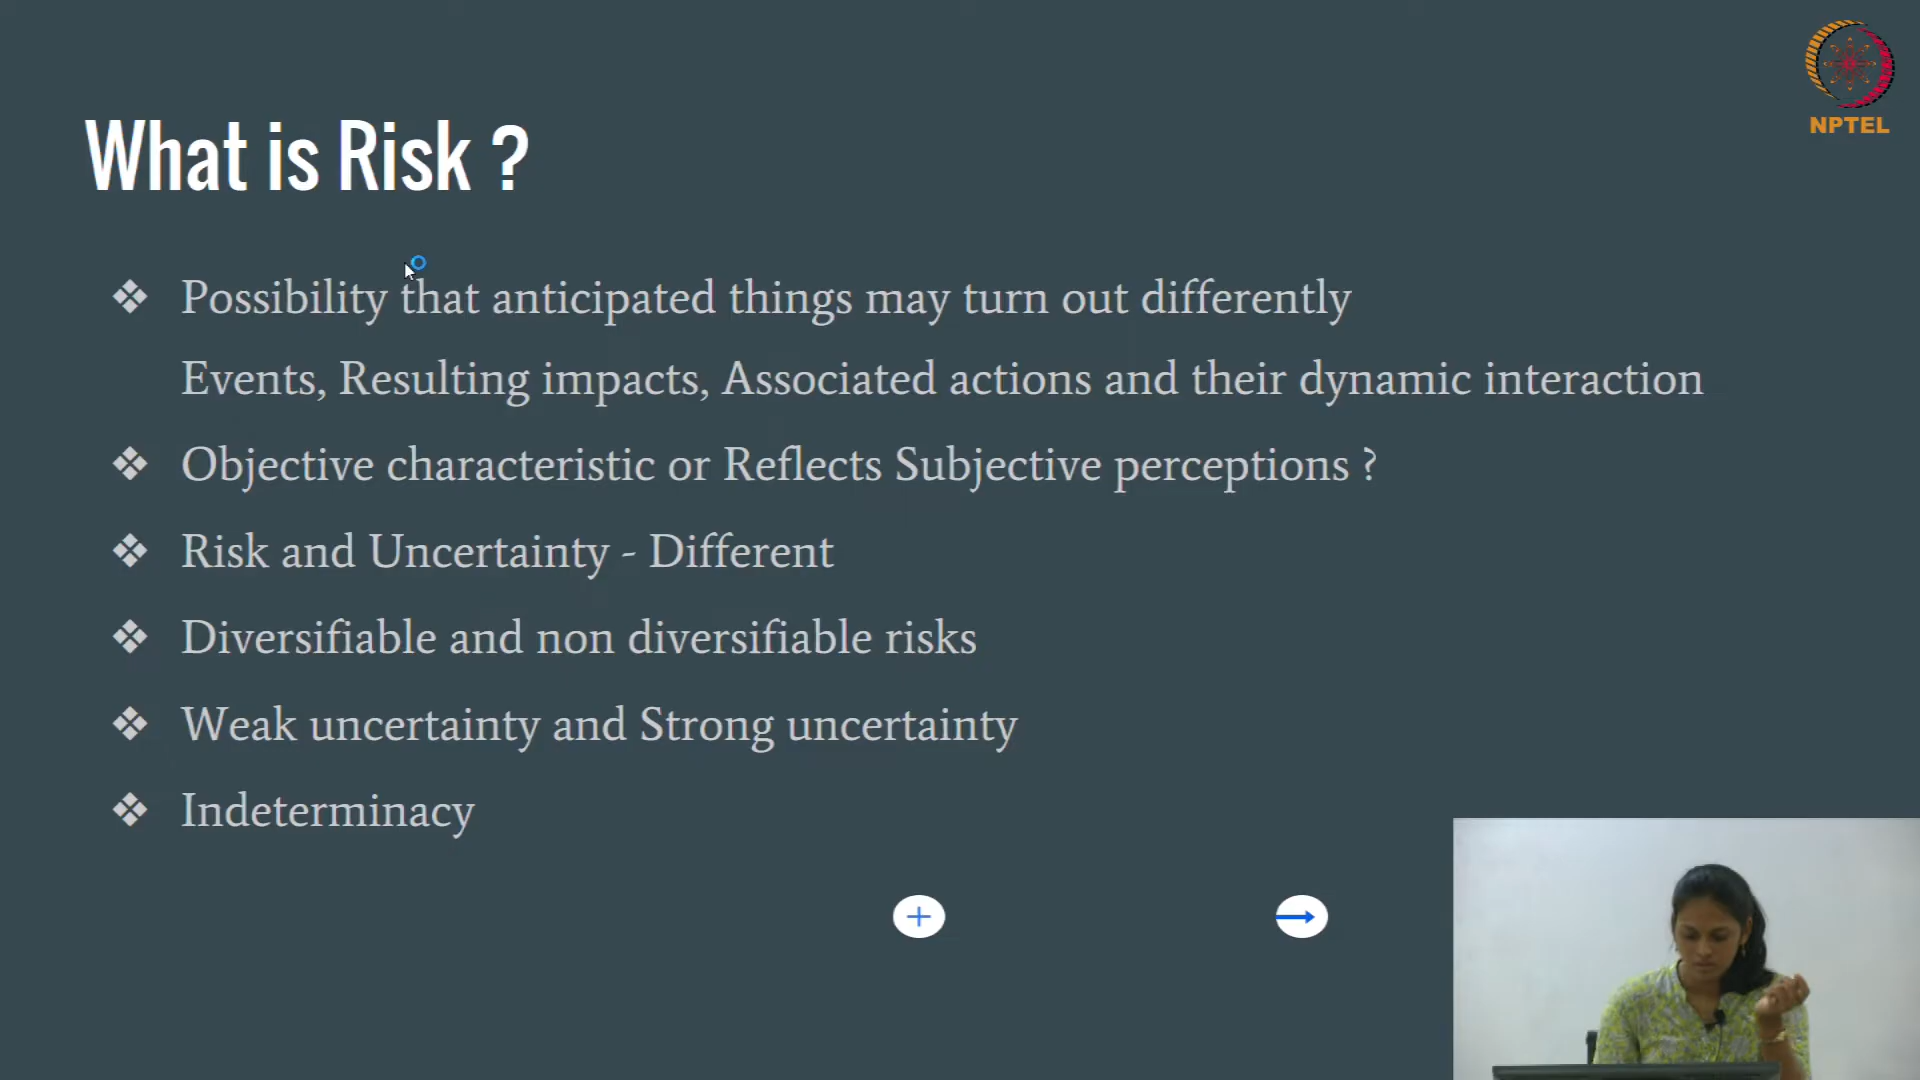 NPTEL
What is Risk ?
❖ Possibility that anticipated things may turn out differently
Events, Resulting impacts, Associated actions and their dynamic interaction
❖ Objective characteristic or Reflects Subjective perceptions ?
❖ Risk and Uncertainty - Different
❖ Diversifiable and non diversifiable risks
❖ Weak uncertainty and Strong uncertainty
❖ Indeterminacy